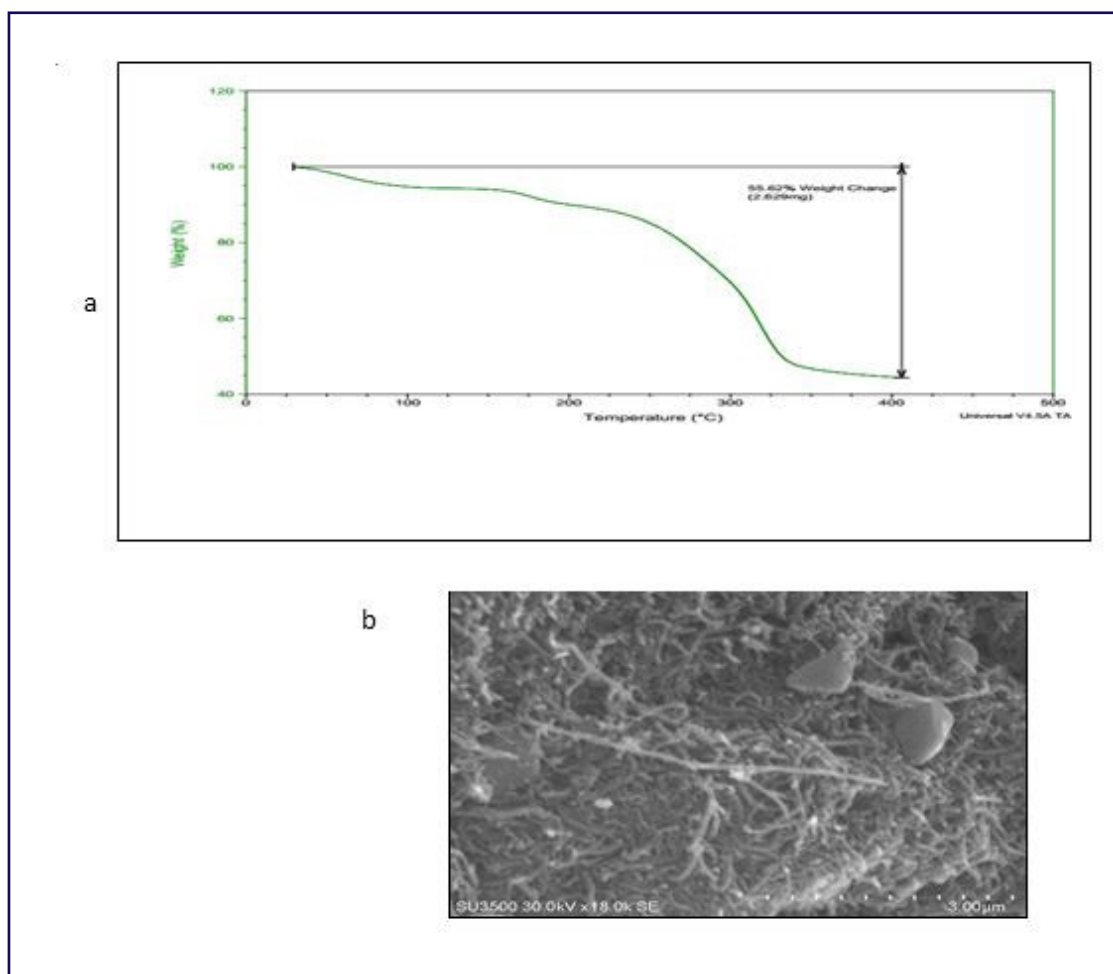 a
120
100
80
60
40
Weight (%)
55.62% Weight Change
(2.629mg)
0
100
200
300
400
500
Temperature (°C)
Universal V4.5A TA
b
SU3500 30.0kV x18.0k SE
3.00µm